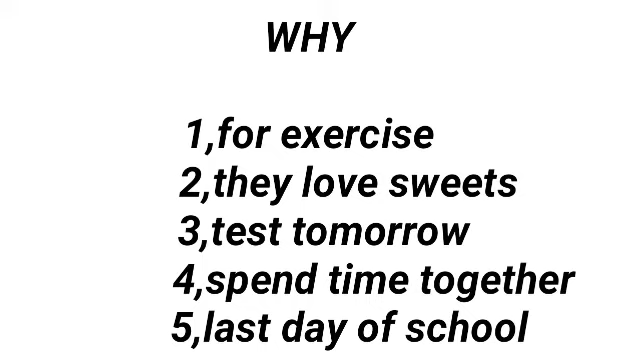 WHY
1,for exercise
2,they love sweets
3,test tomorrow
4,spend time together
5,last day of school